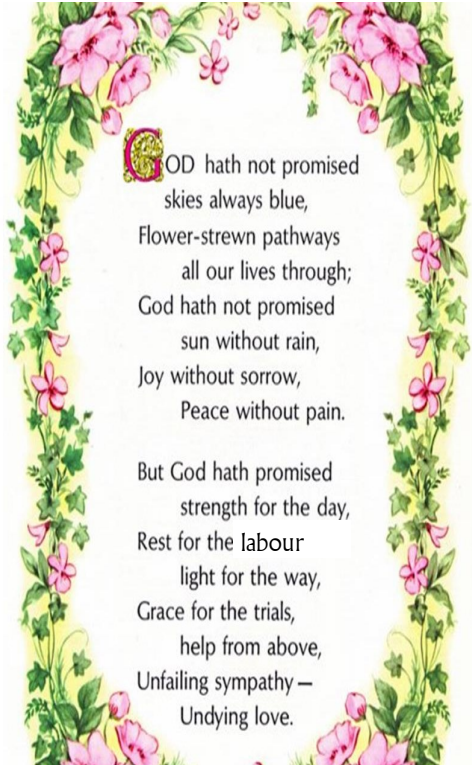 GOD hath not promised
skies always blue,
Flower-strewn pathways
all our lives through;
God hath not promised
sun without rain,
Joy without sorrow,
Peace without pain.
But God hath promised
strength for the day,
Rest for the labour
light for the way,
Grace for the trials,
help from above,
Unfailing sympathy—
Undying love.